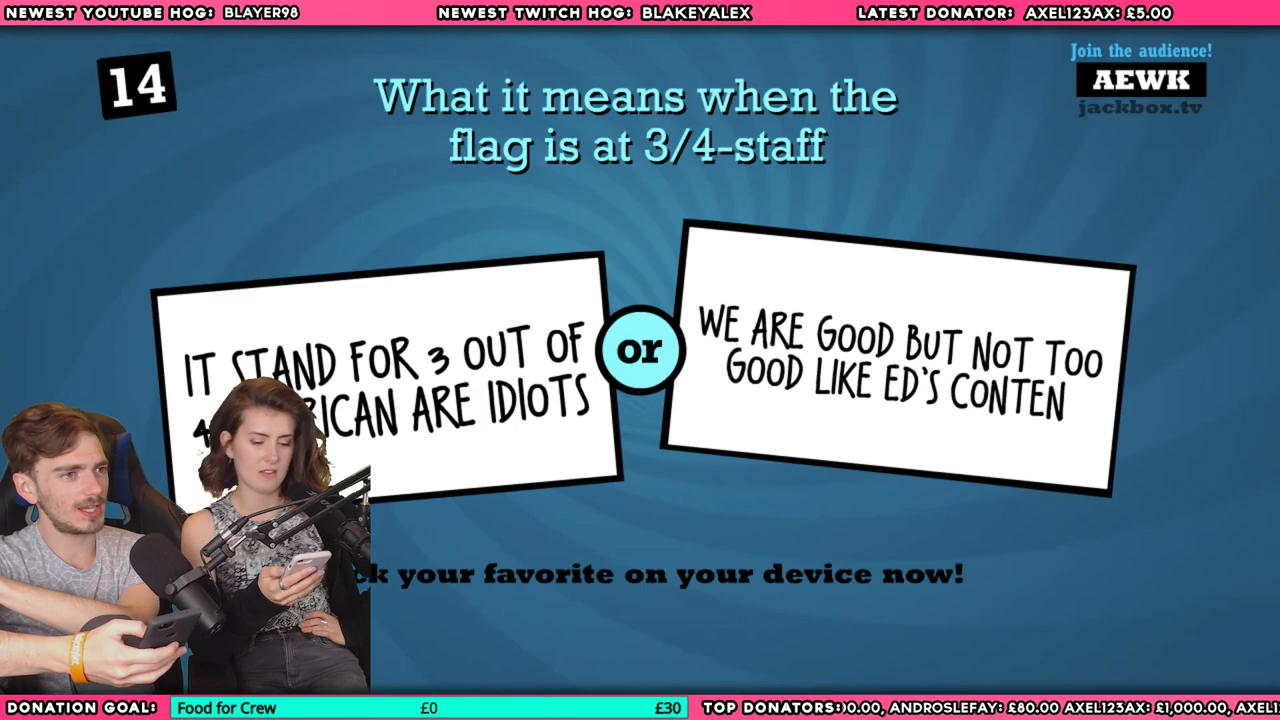 NEWEST YOUTUBE HOG: BLAYER98
NEWEST TWITCH HOG: BLAKEYALEX
LATEST DONATOR: AXEL123AX: £5.00
14
What it means when the
flag is at 3/4-staff
Join the audience!
AEWK
jackbox.tv
IT STAND FOR 3 OUT OF
ARE IDIOTS
or
WE ARE GOOD BUT NOT TOO
GOOD LIKE ED'S CONTEN
your favorite on your device now!
DONATION GOAL:
Food for Crew
£0
£30
TOP DONATORS:
0.00, ANDROSLEFAY: £80.00 AXEL123AX: £1,000.00,